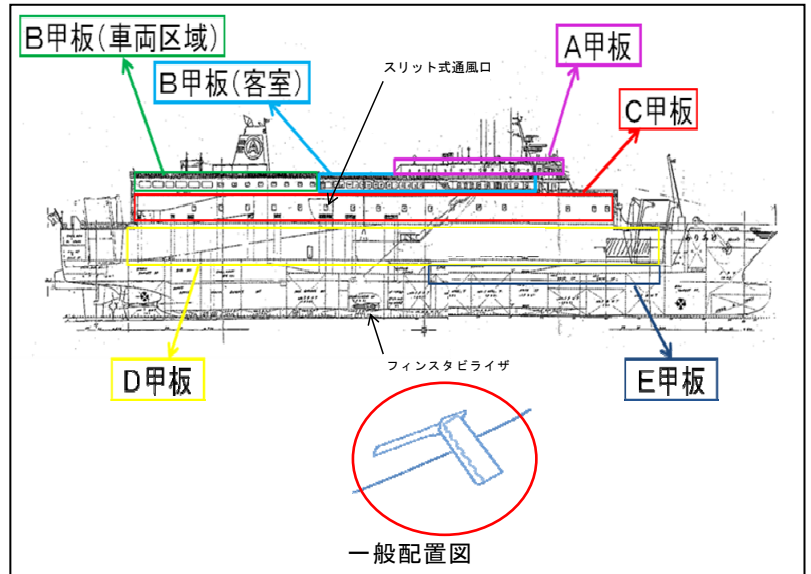 B甲板(車両区域)
スリット式通風口
A甲板
B甲板(客室)
C甲板
D甲板
フィンスタビライザ
E甲板
一般配置図